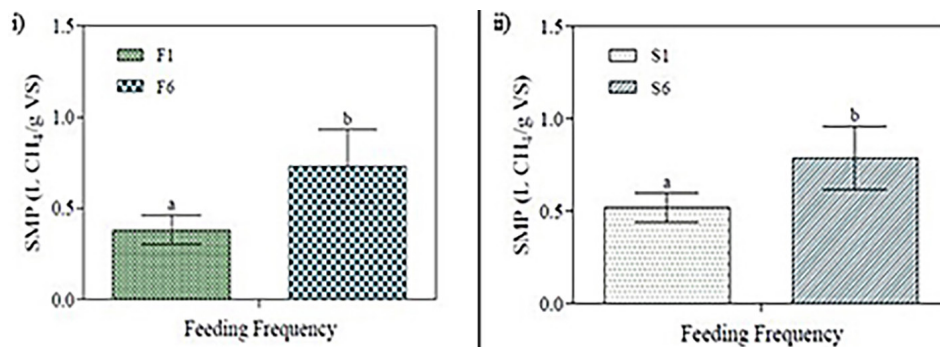 i)
1.5
1.0
0.5
0.0
SMP (L CH₄/g VS)
F1
F6
a
b
Feeding Frequency
ii)
1.5
1.0
0.5
0.0
SMP (L CH₄/g VS)
S1
S6
a
b
Feeding Frequency